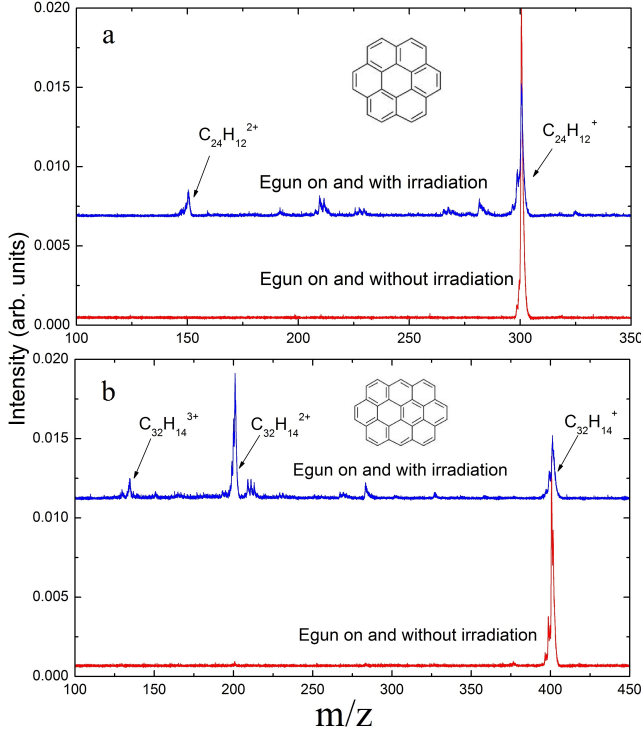 a
0.020
0.015
0.010
0.005
0.000
C24H12 2+
C24H12 +
Egun on and with irradiation
Egun on and without irradiation
100 150 200 250 300 350
Intensity (arb. units)
b
0.020
0.015
0.010
0.005
0.000
C32H14 3+
C32H14 2+
C32H14 +
Egun on and with irradiation
Egun on and without irradiation
100 150 200 250 300 350 400 450
m/z